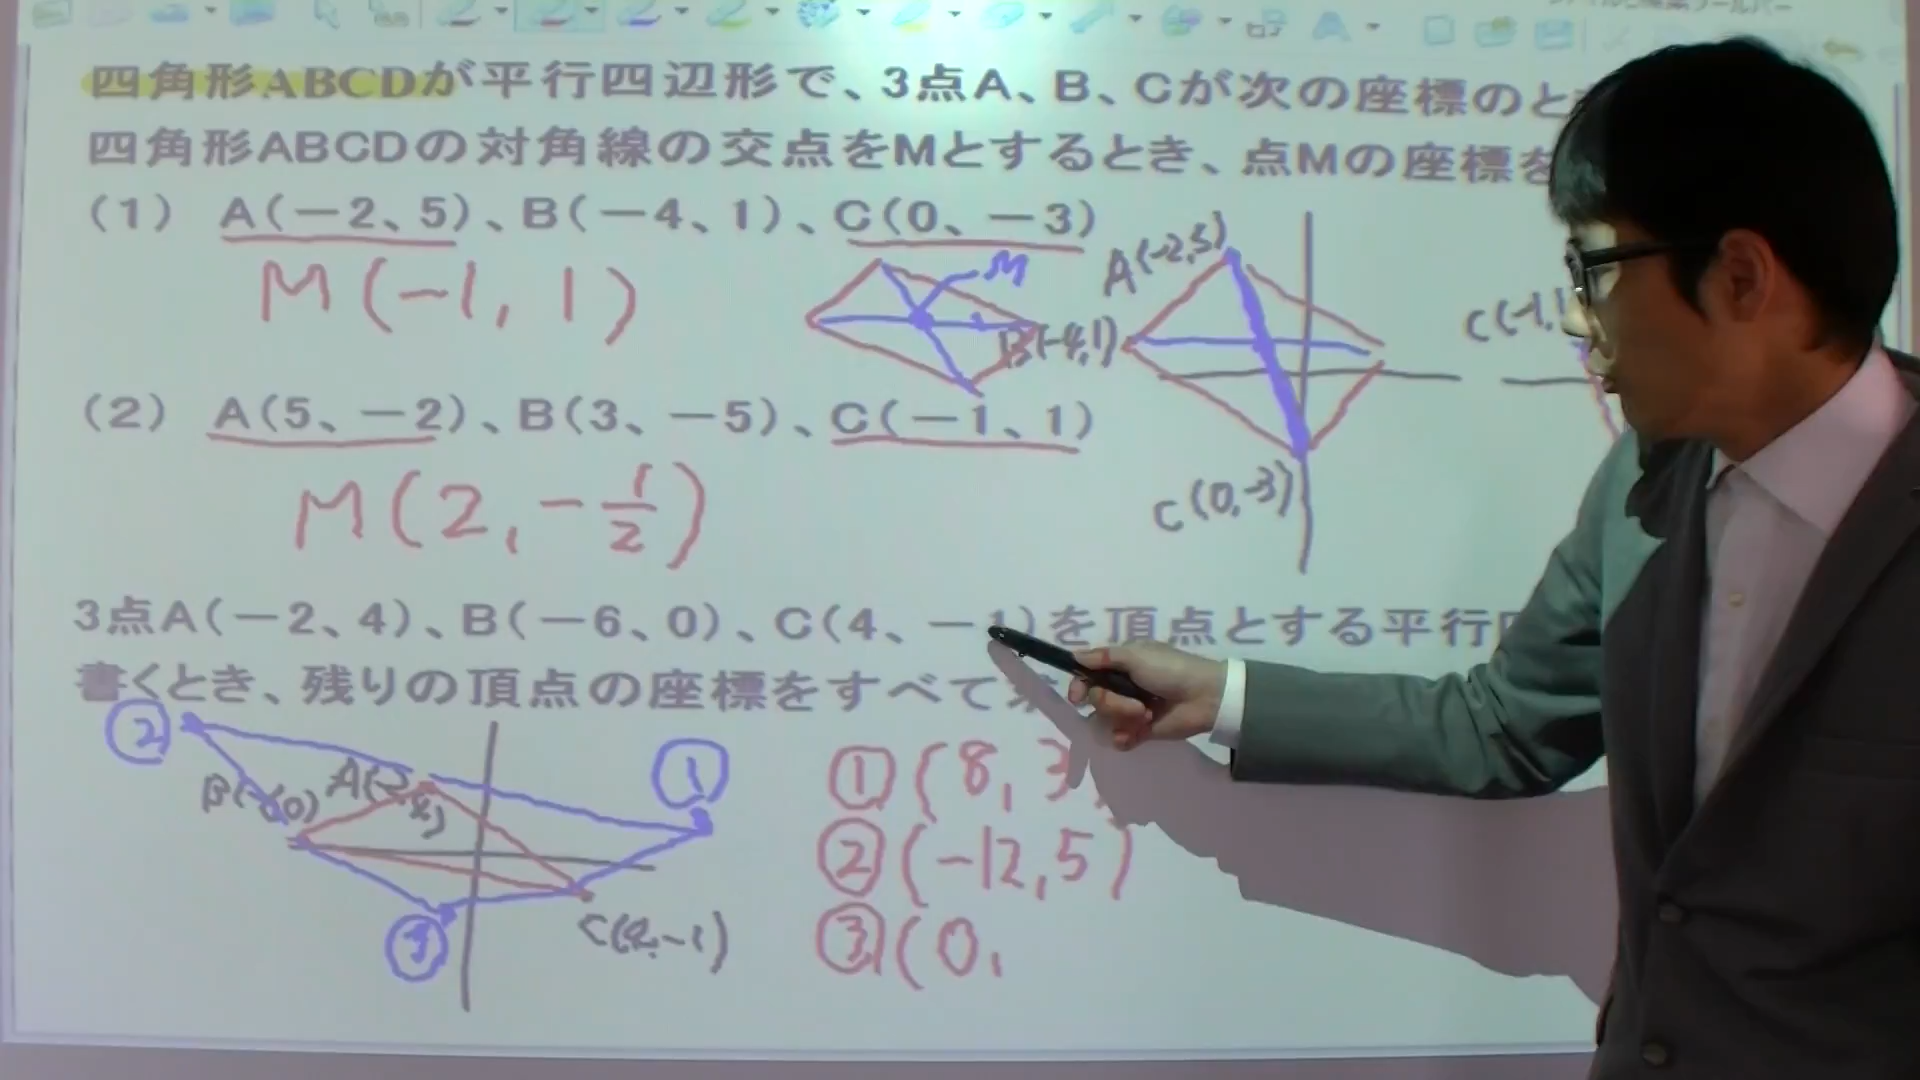 四角形ABCDが平行四辺形で、3点A、B、Cが次の座標のと
四角形ABCDの対角線の交点をMとするとき、点Mの座標を
(1) A(−2、5)、B(−4、1)、C(0、−3)
M(-1, 1)
M
A(-2,5)
B(-4,1)
C(0,-3)
C(-1,1
(2) A(5、−2)、B(3、−5)、C(−1、1)
M(2, -1/2)
3点A(−2、4)、B(−6、0)、C(4、−1)を頂点とする平行
書くとき、残りの頂点の座標をすべて
②
①
③
C(4,-1)
①(8, 3
②(-12,5)
③(0,